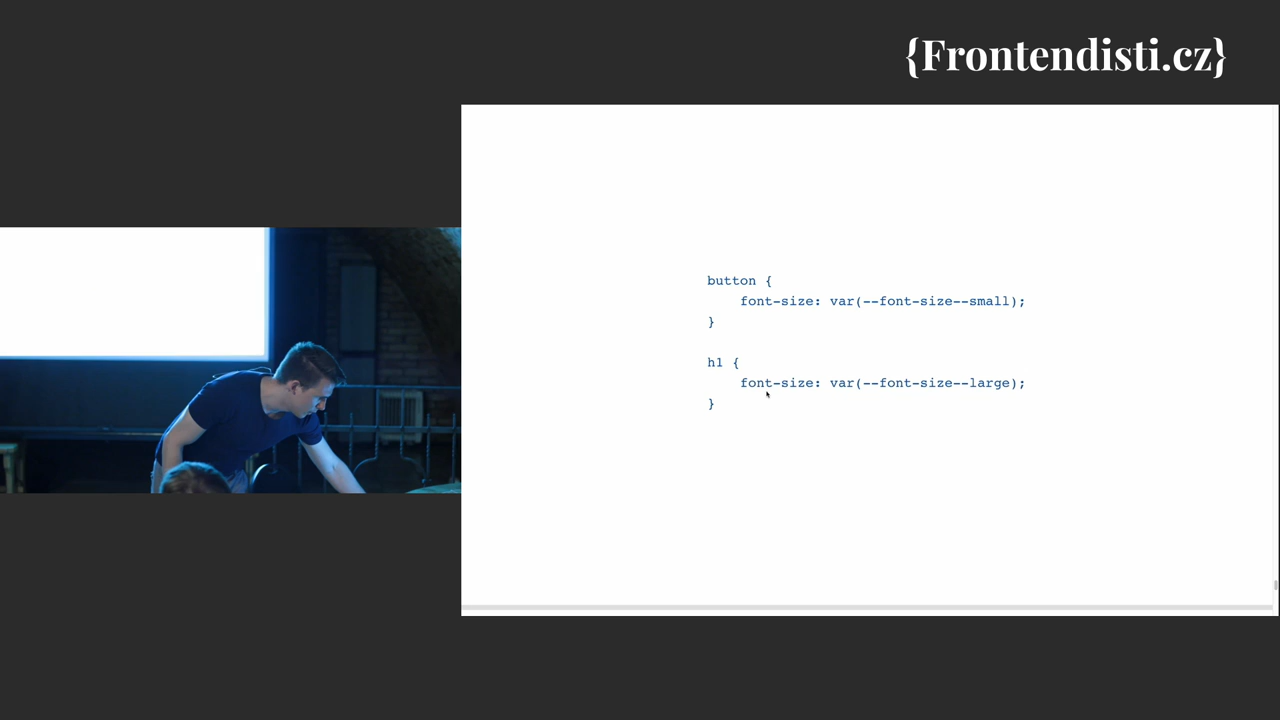 {Frontendisti.cz}
button {
    font-size: var(--font-size--small);
}
h1 {
    font-size: var(--font-size--large);
}